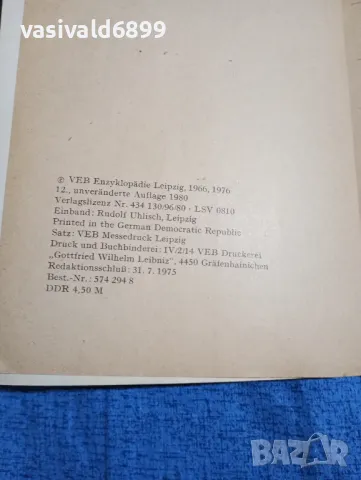 vasivald6899
© VEB Enzyklopädie Leipzig, 1966, 1976
12., unveränderte Auflage 1980
Verlagslizenz Nr. 434 130/96/80 · LSV 0810
Einband: Rudolf Uhlisch, Leipzig
Printed in the German Democratic Republic
Satz: VEB Messedruck Leipzig
Druck und Buchbinderei: IV/2/14 VEB Druckerei
„Gottfried Wilhelm Leibniz“, 4450 Gräfenhainichen
Redaktionsschluß: 31. 7. 1975
Best.-Nr.: 574 294 8
DDR 4,50 M
BAZAR